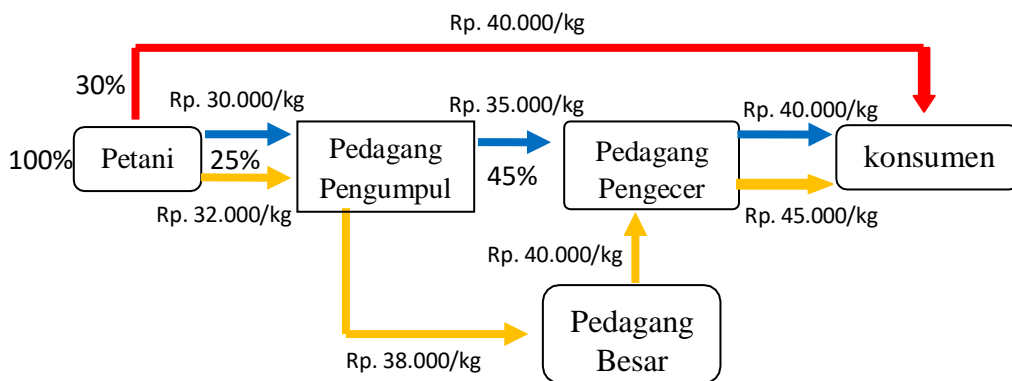 Rp. 40.000/kg
30%
Rp. 30.000/kg
Rp. 35.000/kg
Rp. 40.000/kg
100%
Petani
25%
Pedagang
Pengumpul
45%
Pedagang
Pengecer
konsumen
Rp. 32.000/kg
Rp. 45.000/kg
Rp. 40.000/kg
Pedagang
Besar
Rp. 38.000/kg